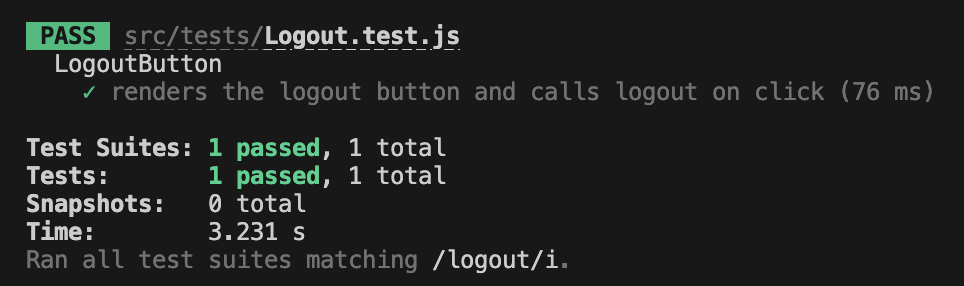 PASS src/tests/Logout.test.js
LogoutButton
✓ renders the logout button and calls logout on click (76 ms)
Test Suites: 1 passed, 1 total
Tests: 1 passed, 1 total
Snapshots: 0 total
Time: 3.231 s
Ran all test suites matching /logout/i.